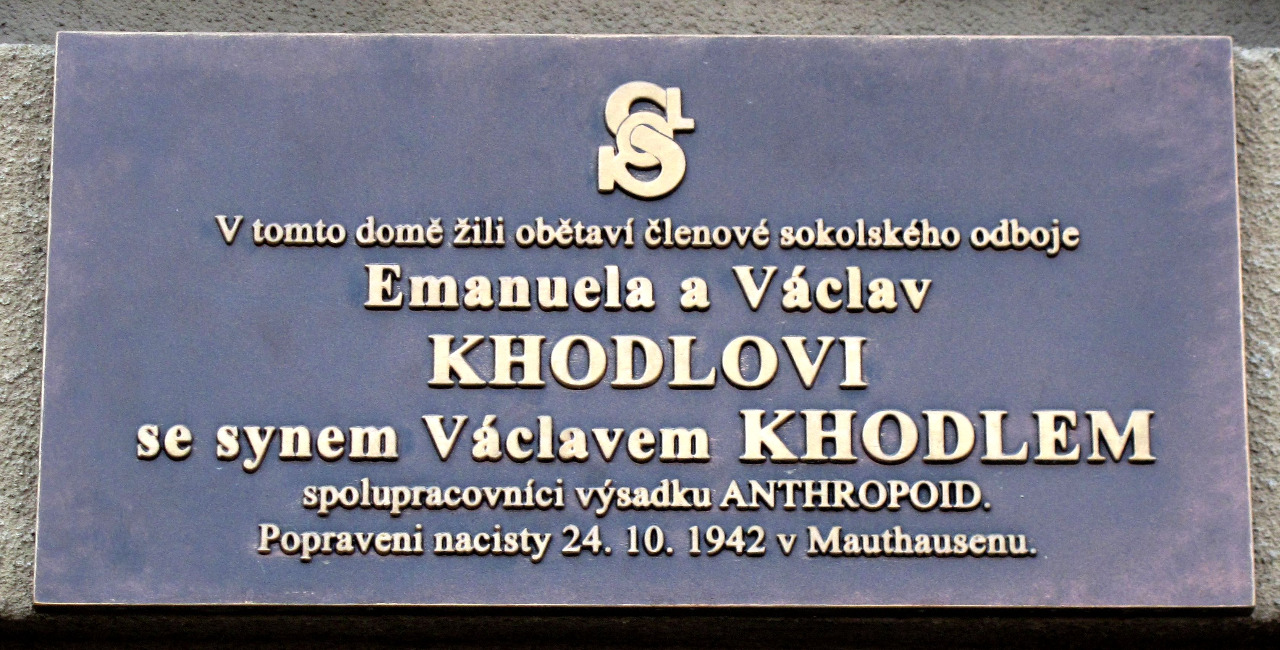 V tomto domě žili obětaví členové sokolského odboje
Emanuela a Václav
KHODLOVI
se synem Václavem KHODLEM
spolupracovníci výsadku ANTHROPOID.
Popraveni nacisty 24. 10. 1942 v Mauthausenu.